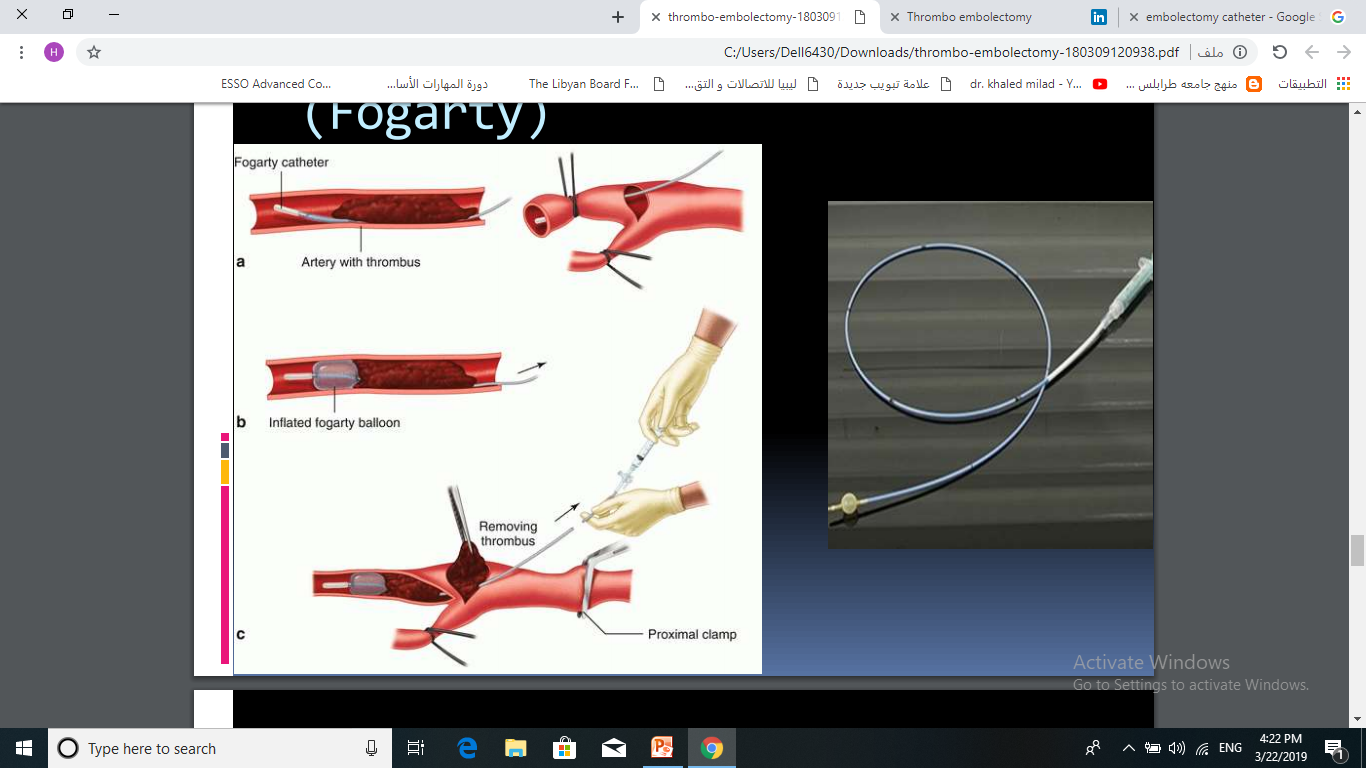 thrombo-embolectomy-1803091
Thrombo embolectomy
in
embolectomy catheter - Google
H
C:/Users/Dell6430/Downloads/thrombo-embolectomy-180309120938.pdf
ملف
التطبيقات
منهج جامعه طرابلس ...
dr. khaled milad - Y...
علامة تبويب جديدة
ليبيا للاتصالات و التق...
The Libyan Board F...
دورة المهارات الأسا...
ESSO Advanced Co...
(Fogarty)
Fogarty catheter
a
Artery with thrombus
b
Inflated fogarty balloon
Removing
thrombus
c
Proximal clamp
Activate Windows
Go to Settings to activate Windows.
Type here to search
ENG
4:22 PM
3/22/2019
1